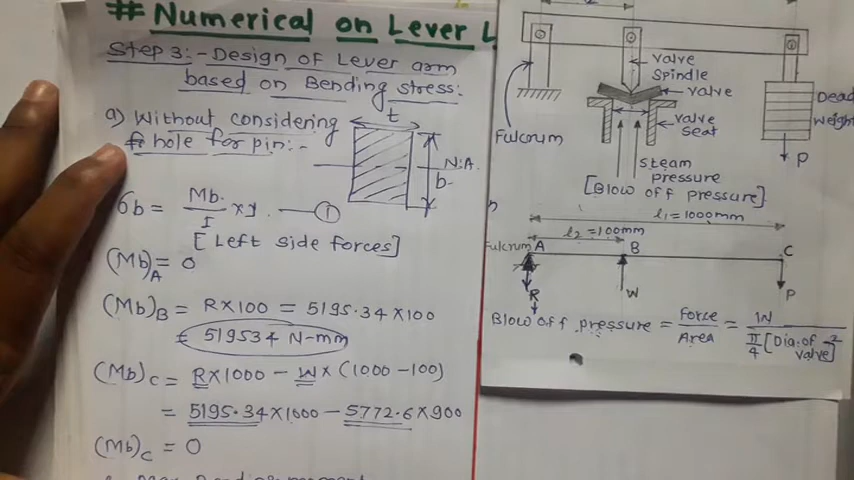 # Numerical on Lever L
Step 3:- Design of Lever arm
based on Bending stress:-
a) Without considering
hole for pin:-
t
N.A.
b
σb = Mb/I × y. —— ①
[Left side forces]
(Mb)A = 0
(Mb)B = R×100 = 5195.34×100
= 519534 N-mm
(Mb)C = R×1000 - W×(1000-100)
= 5195.34×1000 - 5772.6×900
(Mb)C = 0
valve
spindle
valve
Dead
weight
Fulcrum
valve
seat
P
steam
pressure
[Blow off pressure]
l1=1000mm
l2=100mm
Fulcrum A
B
C
R
W
P
Blow off pressure = Force/Area = W/π/4 [Dia. of valve]²